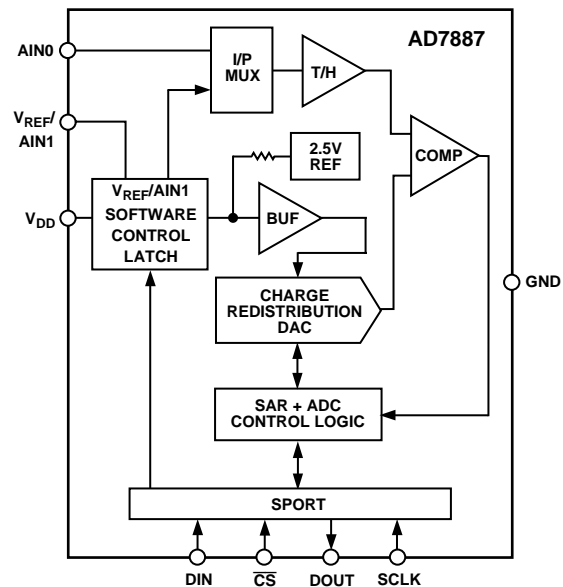 AD7887
AIN0
I/P
MUX
T/H
VREF/
AIN1
2.5V
REF
COMP
VREF/AIN1
SOFTWARE
CONTROL
LATCH
VDD
BUF
GND
CHARGE
REDISTRIBUTION
DAC
SAR + ADC
CONTROL LOGIC
SPORT
DIN
CS
DOUT
SCLK